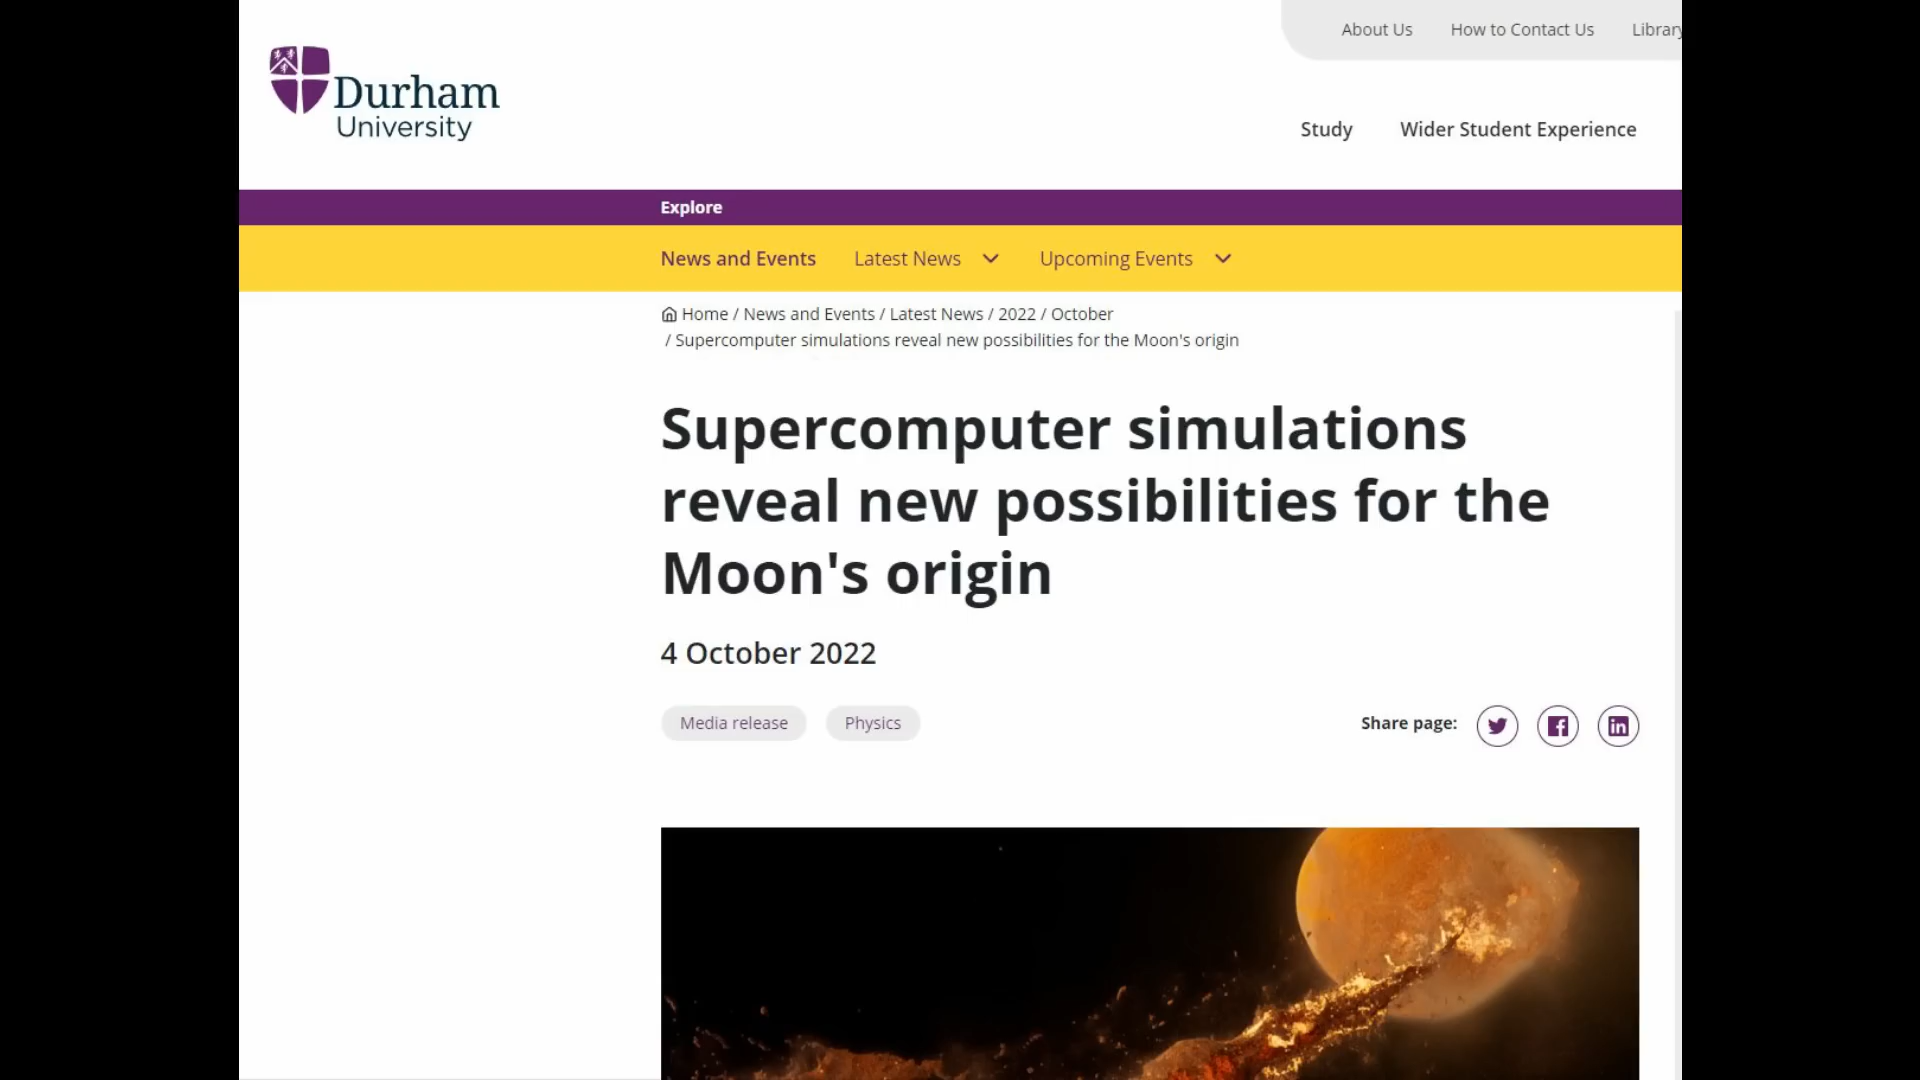 About Us How to Contact Us Library
Durham
University
Study Wider Student Experience
Explore
News and Events Latest News Upcoming Events
Home / News and Events / Latest News / 2022 / October
/ Supercomputer simulations reveal new possibilities for the Moon's origin
Supercomputer simulations
reveal new possibilities for the
Moon's origin
4 October 2022
Media release Physics Share page: